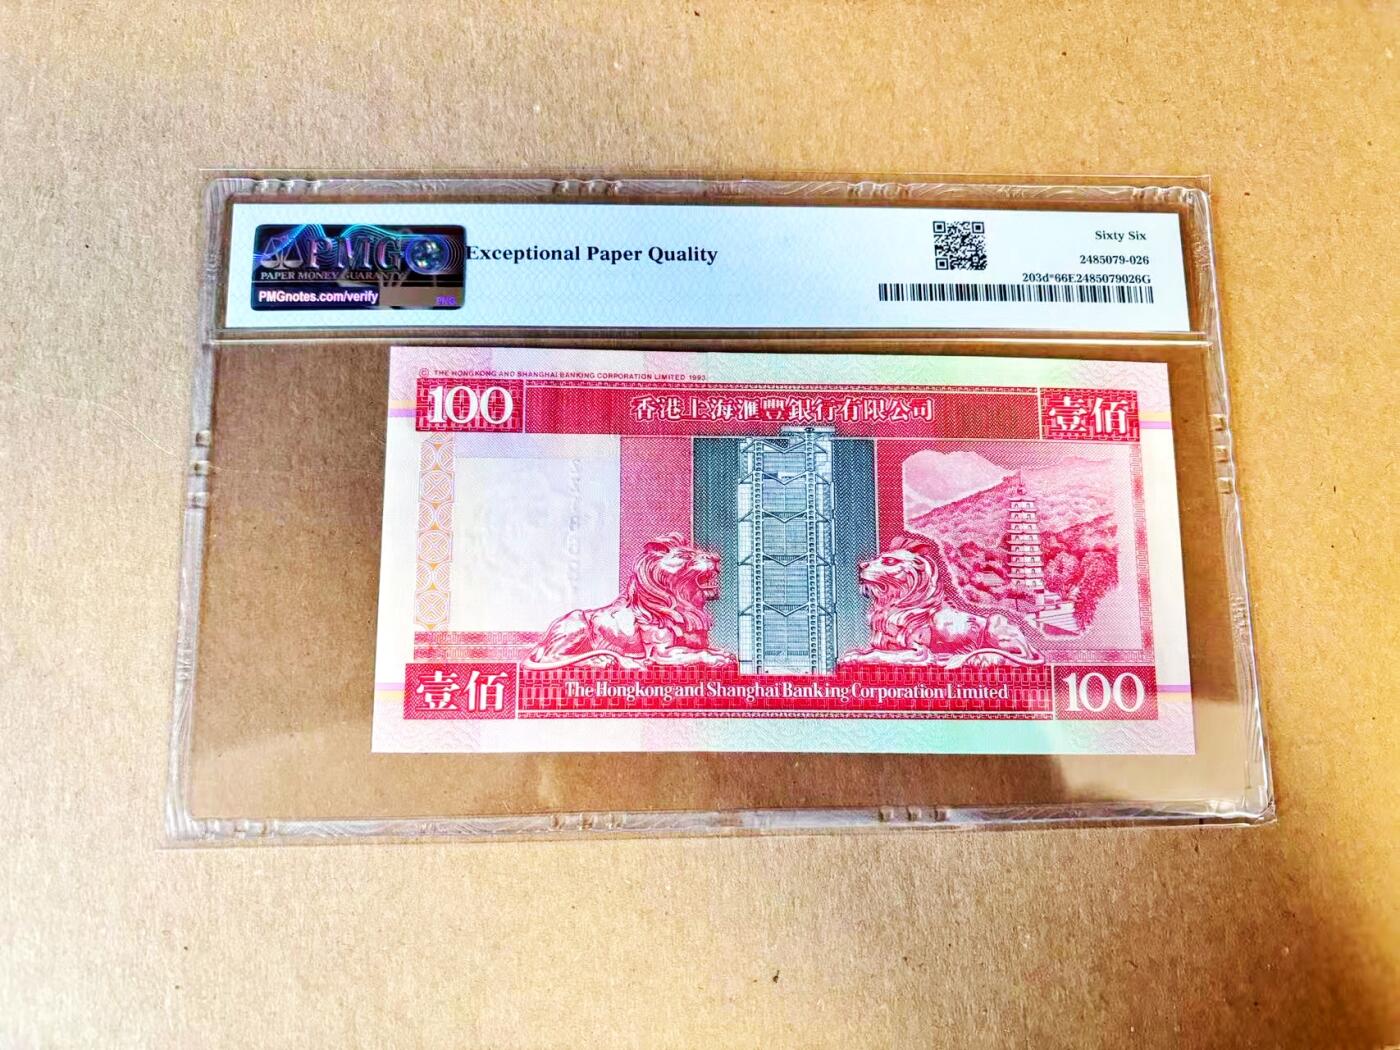 PMG
PAPER MONEY GUARANTY
PMGnotes.com/verify
PMG
Exceptional Paper Quality
Sixty Six
2485079-026
203d*66E2485079026G
© THE HONGKONG AND SHANGHAI BANKING CORPORATION LIMITED 1993
100
香港上海滙豐銀行有限公司
壹佰
壹佰
The Hongkong and Shanghai Banking Corporation Limited
100